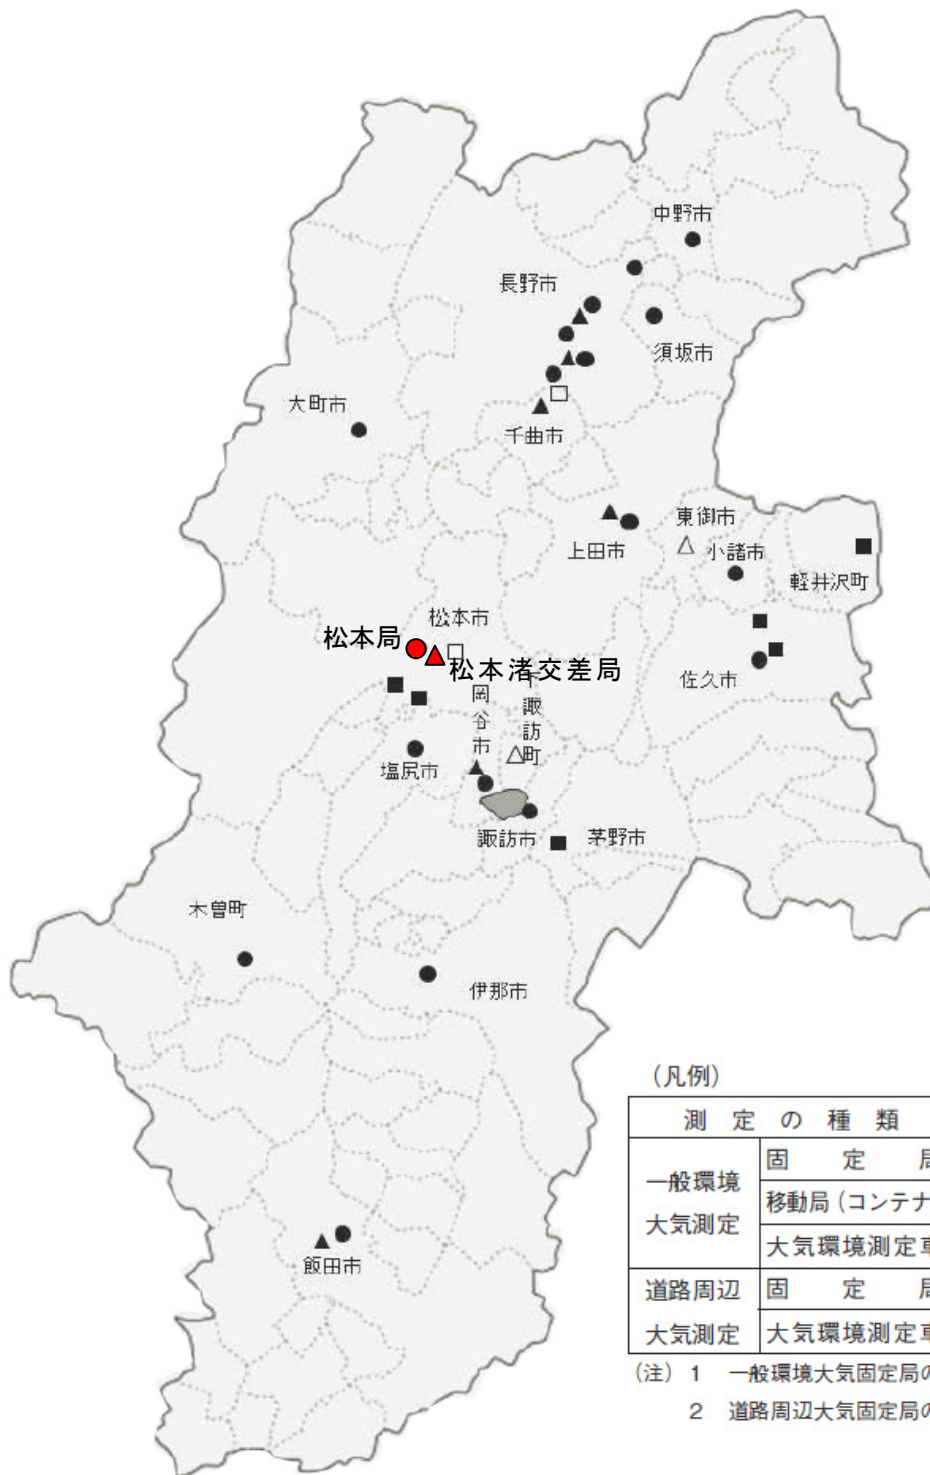 中野市
長野市
須坂市
大町市
千曲市
東御市
上田市
小諸市
軽井沢町
松本市
松本局
松本渚交差局
佐久市
岡谷市
下諏訪町
塩尻市
諏訪市
茅野市
木曽町
伊那市
飯田市
(凡例)
測定の種類
一般環境
大気測定
固定局
移動局(コンテナ
大気環境測定車
道路周辺
大気測定
固定局
大気環境測定車
(注) 1 一般環境大気固定局の
2 道路周辺大気固定局の